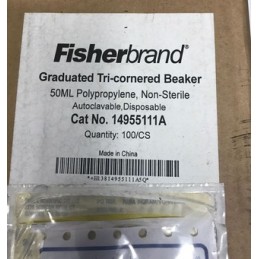 Fisherbrand®
Graduated Tri-cornered Beaker
50ML Polypropylene, Non-Sterile
Autoclavable,Disposable
Cat No. 14955111A
Quantity: 100/CS
Made in China